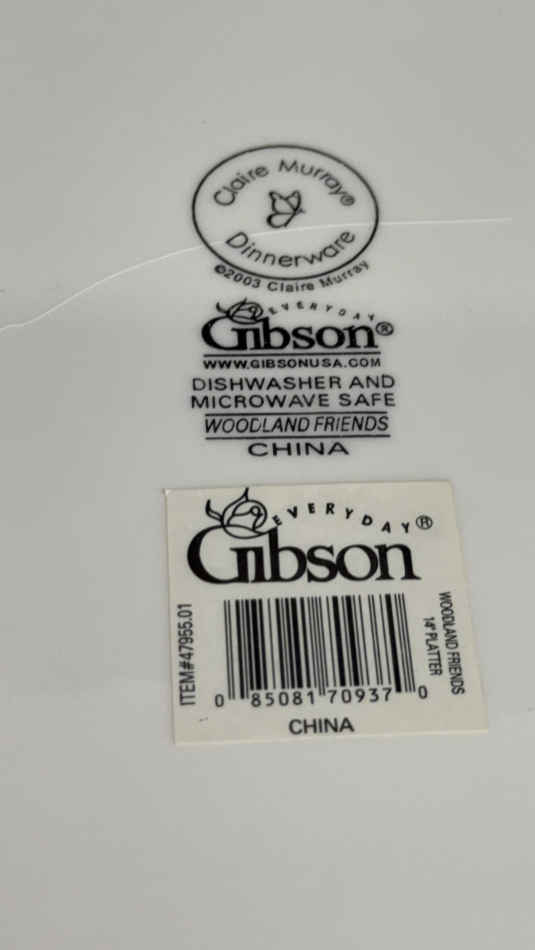 Claire Murray®
Dinnerware
©2003 Claire Murray
EVERYDAY
Gibson®
WWW.GIBSONUSA.COM
DISHWASHER AND
MICROWAVE SAFE
WOODLAND FRIENDS
CHINA
EVERYDAY®
Gibson
ITEM#47955.01
WOODLAND FRIENDS
14" PLATTER
0 85081 70937 0
CHINA